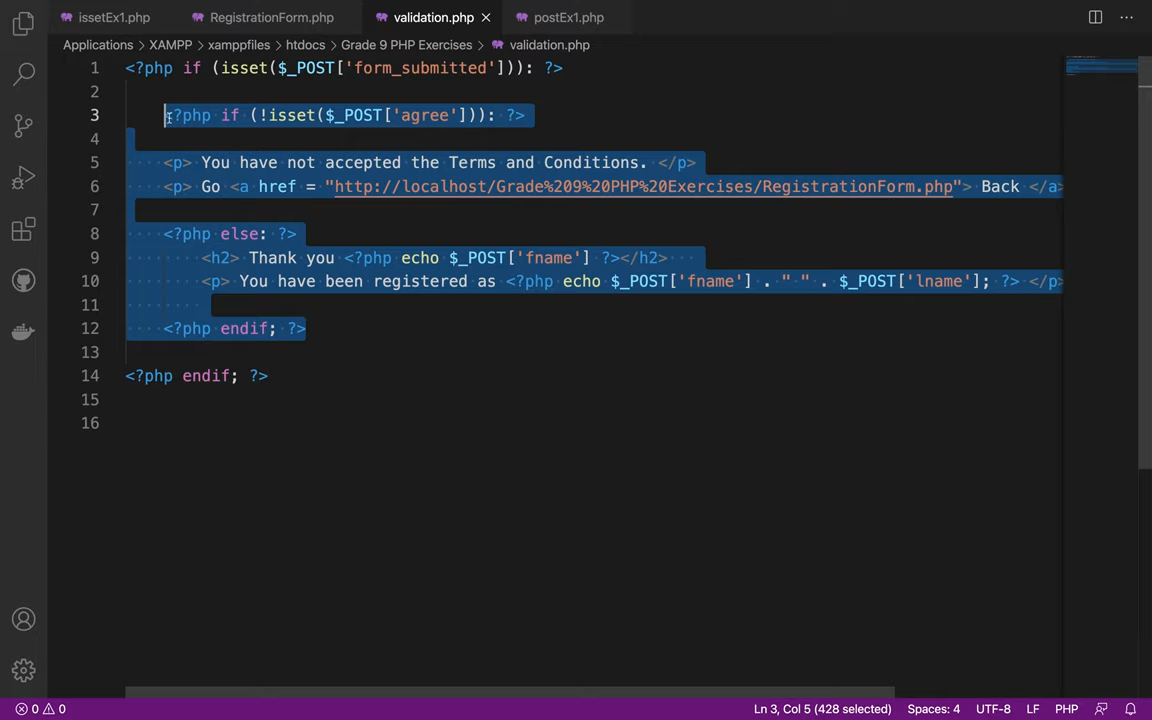 issetEx1.php RegistrationForm.php validation.php postEx1.php
Applications > XAMPP > xamppfiles > htdocs > Grade 9 PHP Exercises > validation.php
1 <?php if (isset($_POST['form_submitted'])): ?>
2
3 <?php if (!isset($_POST['agree'])): ?>
4
5 <p> You have not accepted the Terms and Conditions. </p>
6 <p> Go <a href = "http://localhost/Grade%209%20PHP%20Exercises/RegistrationForm.php"> Back </a>
7
8 <?php else: ?>
9 <h2> Thank you <?php echo $_POST['fname'] ?></h2>
10 <p> You have been registered as <?php echo $_POST['fname'] . " " . $_POST['lname']; ?> </p>
11
12 <?php endif; ?>
13
14 <?php endif; ?>
15
16
0 0 Ln 3, Col 5 (428 selected) Spaces: 4 UTF-8 LF PHP